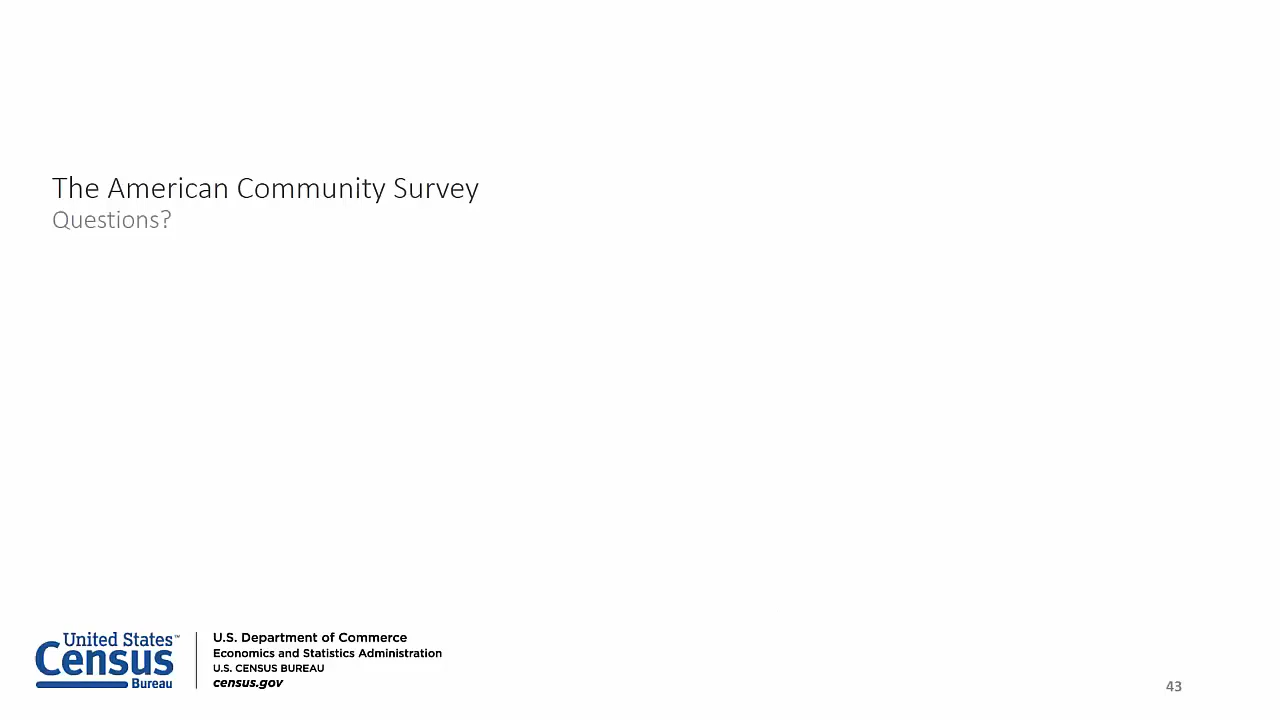 The American Community Survey
Questions?
United States™
Census
Bureau
U.S. Department of Commerce
Economics and Statistics Administration
U.S. CENSUS BUREAU
census.gov
43